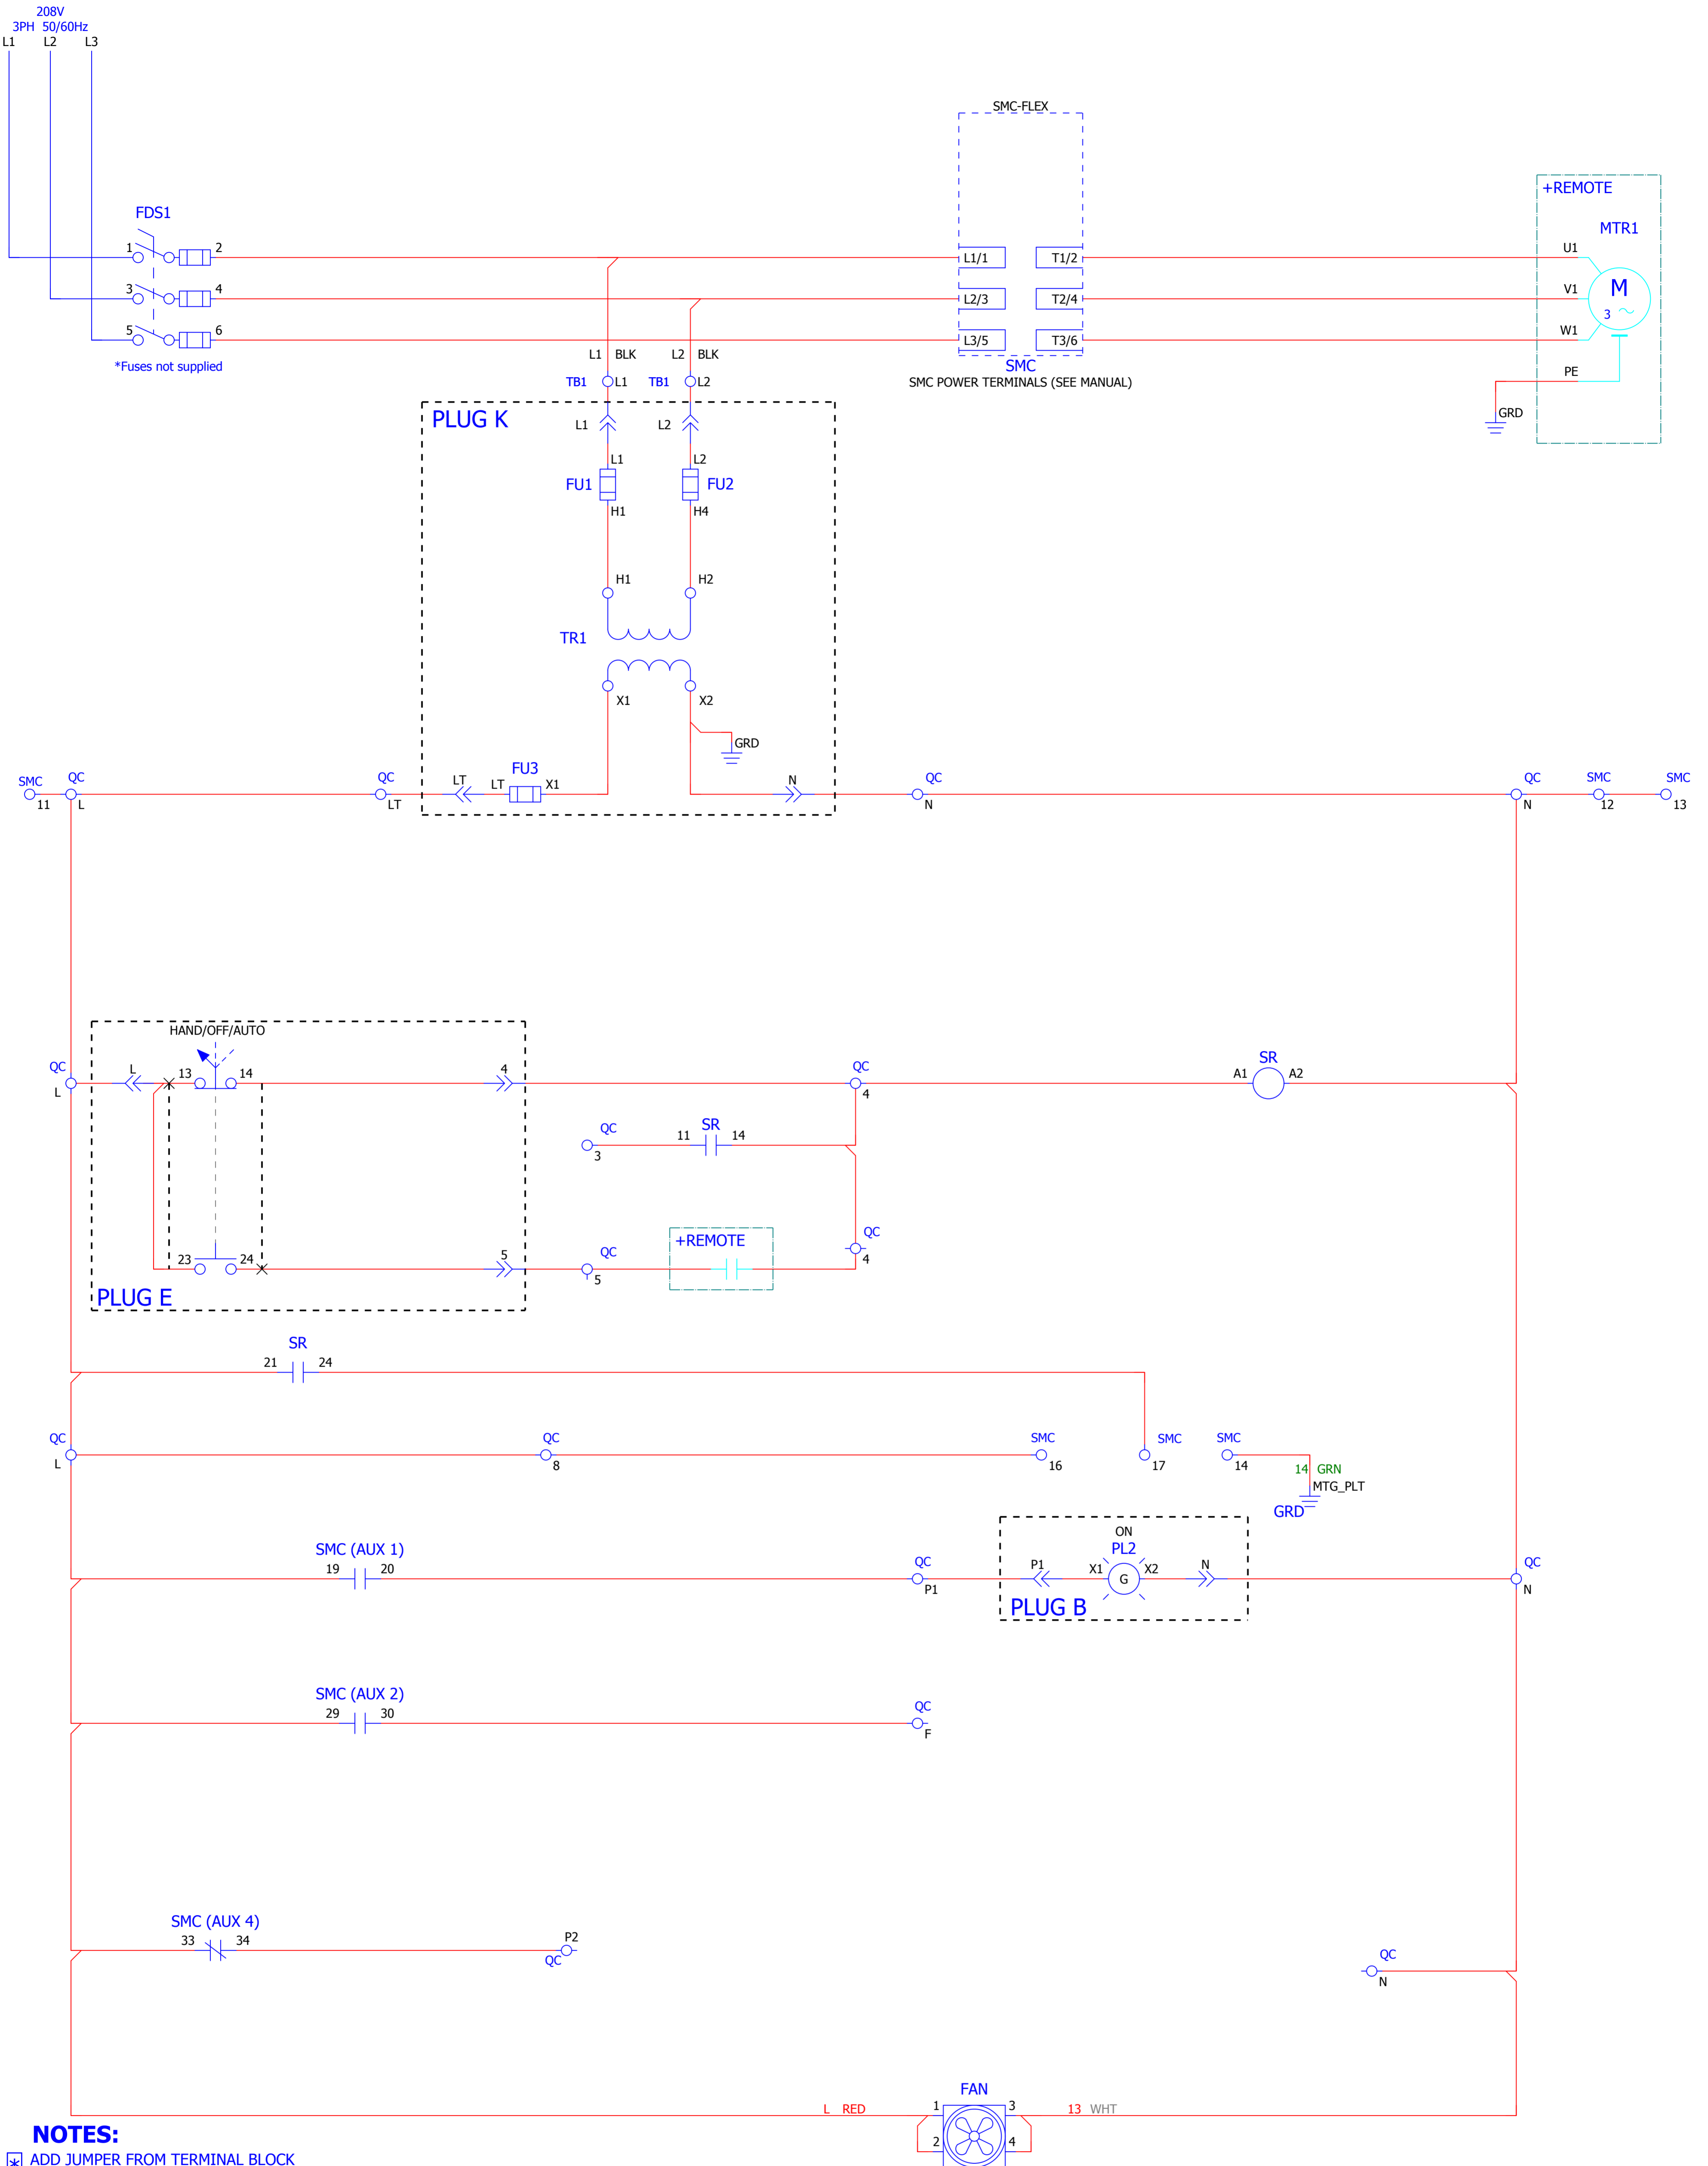 208V
3PH 50/60Hz
L1 L2 L3
SMC-FLEX
+REMOTE
FDS1
MTR1
1 2 L1/1 T1/2 U1
3 4 L2/3 T2/4 V1
M
3
5 6 L3/5 T3/6 W1
*Fuses not supplied
L1 BLK L2 BLK
SMC
SMC POWER TERMINALS (SEE MANUAL)
PE
TB1 L1 TB1 L2
GRD
PLUG K
L1 L2
L1 L2
FU1 FU2
H1 H4
H1 H2
TR1
X1 X2
GRD
SMC QC QC LT LT FU3 X1 N QC QC SMC SMC
11 L LT N N 12 13
HAND/OFF/AUTO
QC L 13 14 4 QC A1 SR A2
L 4
QC 11 SR 14
3
+REMOTE
QC
4
23 24 5 QC
5
PLUG E
SR
21 24
QC QC SMC SMC SMC
L 8 16 17 14
14 GRN
MTG_PLT
GRD
ON
PL2
SMC (AUX 1)
19 20 QC P1 X1 G X2 N QC
P1 N
PLUG B
SMC (AUX 2)
29 30 QC
F
SMC (AUX 4)
33 34 P2
QC
QC
N
FAN
L RED 1 3 13 WHT
2 4
NOTES:
* ADD JUMPER FROM TERMINAL BLOCK